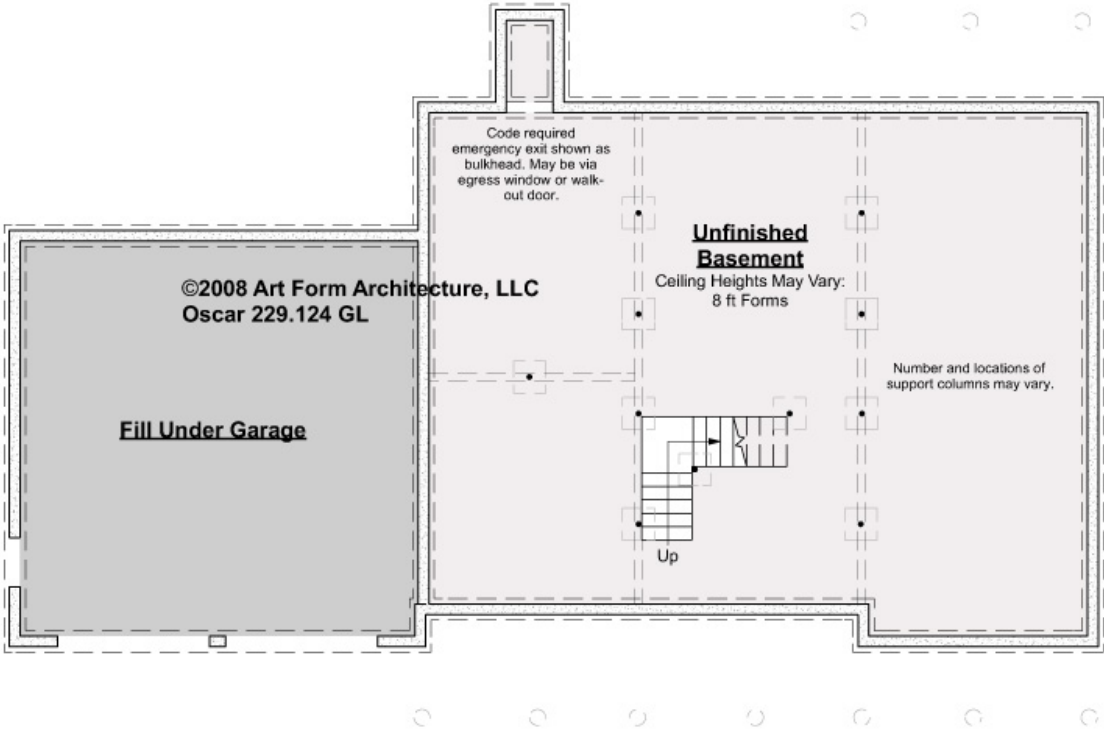 Code required
emergency exit shown as
bulkhead. May be via
egress window or walk-
out door.
Unfinished
Basement
Ceiling Heights May Vary:
8 ft Forms
©2008 Art Form Architecture, LLC
Oscar 229.124 GL
Number and locations of
support columns may vary.
Fill Under Garage
Up